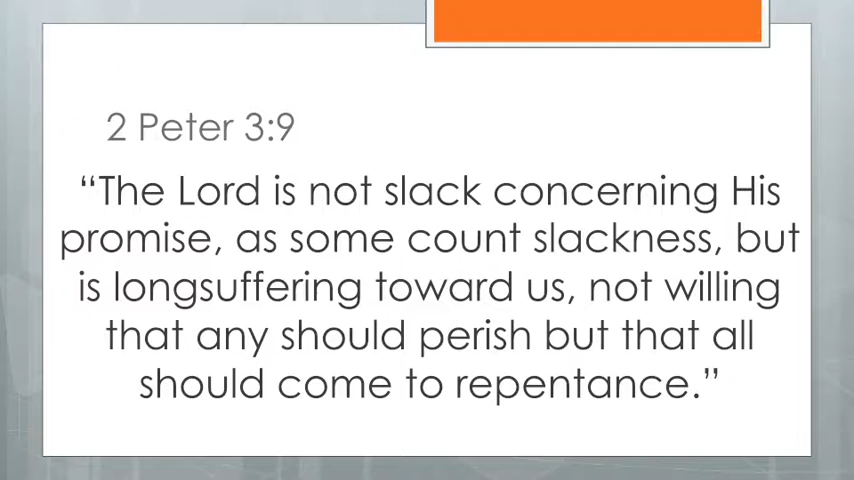 2 Peter 3:9
“The Lord is not slack concerning His
promise, as some count slackness, but
is longsuffering toward us, not willing
that any should perish but that all
should come to repentance.”